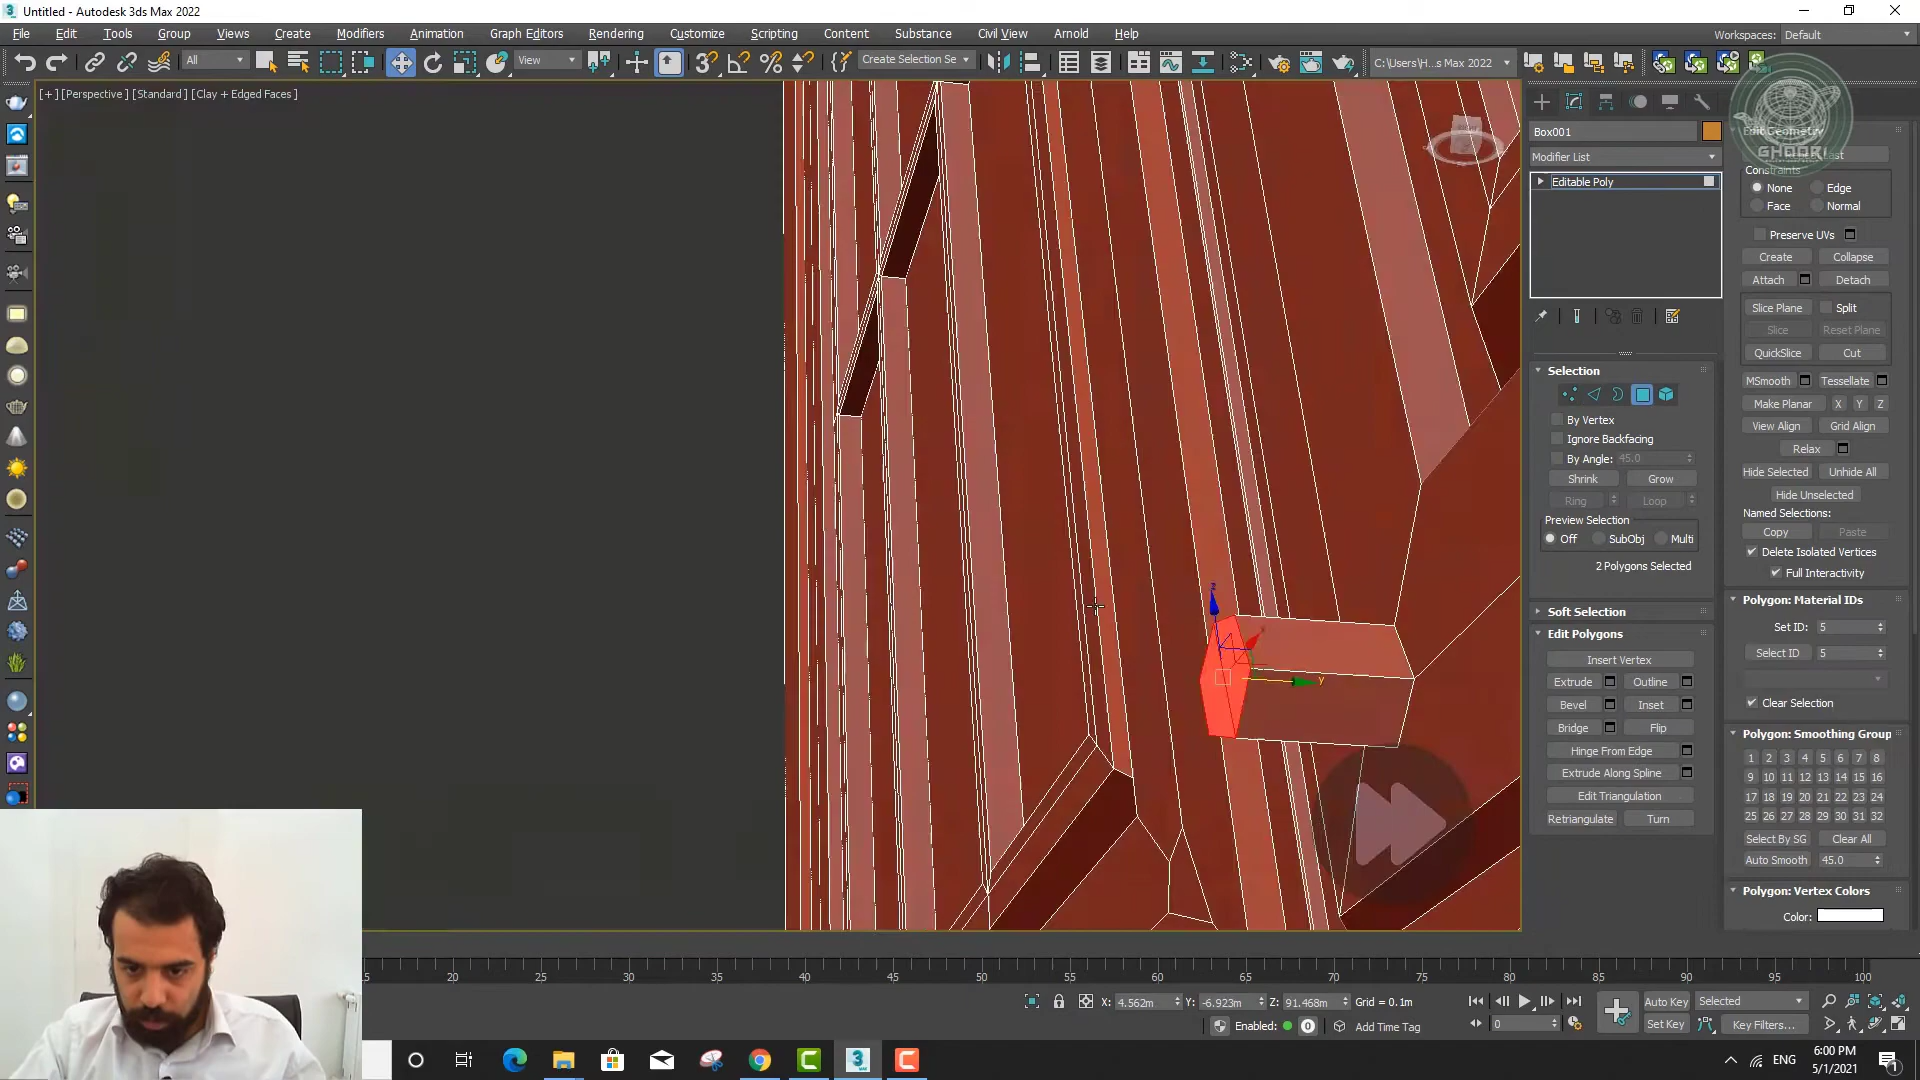 Untitled - Autodesk 3ds Max 2022
File Edit Tools Group Views Create Modifiers Animation Graph Editors Rendering Customize Scripting Content Substance Civil View Arnold Help
Workspaces: Default
All View Create Selection Se C:\Users\H...s Max 2022
[+] [Perspective] [Standard] [Clay + Edged Faces]
Box001
Modifier List
Editable Poly
Selection
By Vertex
Ignore Backfacing
By Angle: 45.0
Shrink Grow
Ring Loop
Preview Selection
Off SubObj Multi
2 Polygons Selected
Soft Selection
Edit Polygons
Insert Vertex
Extrude Outline
Bevel Inset
Bridge Flip
Hinge From Edge
Extrude Along Spline
Edit Triangulation
Retriangulate Turn
Edit Geometry
GHOORI
Last
Constraints
None Edge
Face Normal
Preserve UVs
Create Collapse
Attach Detach
Slice Plane Split
Slice Reset Plane
QuickSlice Cut
MSmooth Tessellate
Make Planar X Y Z
View Align Grid Align
Relax
Hide Selected Unhide All
Hide Unselected
Named Selections:
Copy Paste
Delete Isolated Vertices
Full Interactivity
Polygon: Material IDs
Set ID: 5
Select ID 5
Clear Selection
Polygon: Smoothing Group
1 2 3 4 5 6 7 8
9 10 11 12 13 14 15 16
17 18 19 20 21 22 23 24
25 26 27 28 29 30 31 32
Select By SG Clear All
Auto Smooth 45.0
Polygon: Vertex Colors
Color:
y
15 20 25 30 35 40 45 50 55 60 65 70 75 80 85 90 95 100
X: 4.562m Y: -6.923m Z: 91.468m Grid = 0.1m
Auto Key Selected
Enabled: 0 Add Time Tag
0
Set Key Key Filters...
ENG
6:00 PM
5/1/2021
1